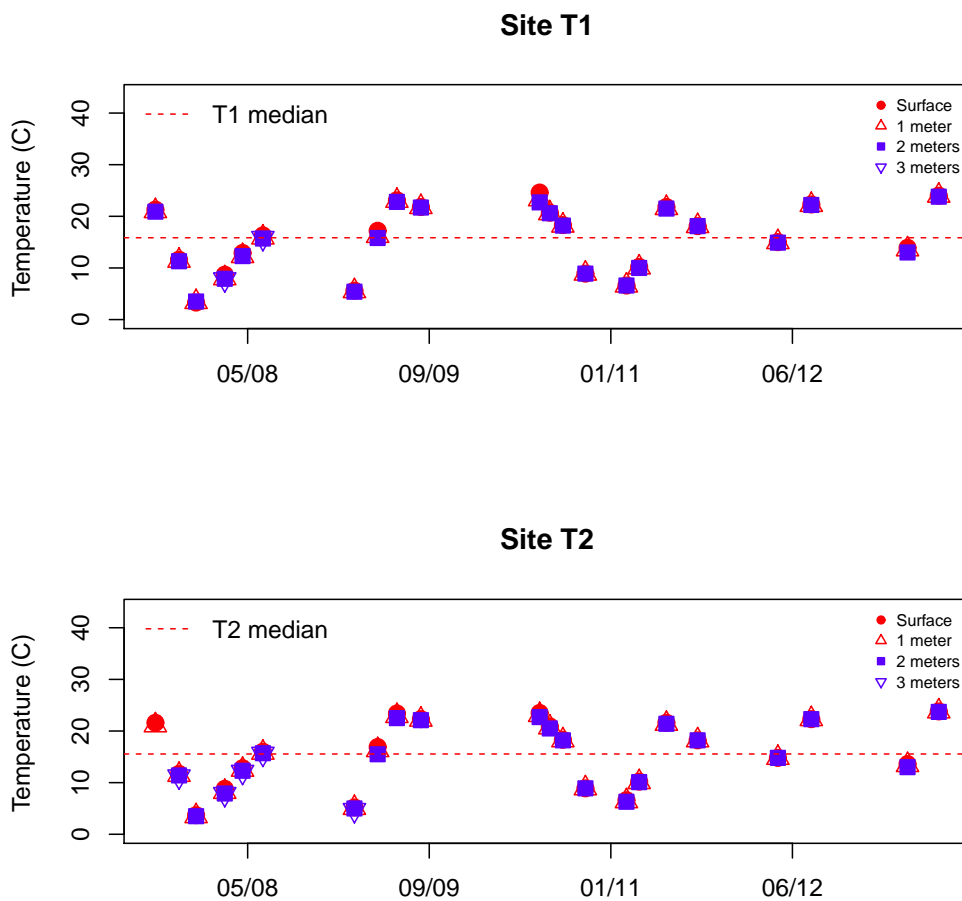 Site T1
Temperature (C)
40
30
20
10
0
T1 median
Surface
1 meter
2 meters
3 meters
05/08 09/09 01/11 06/12
Site T2
Temperature (C)
40
30
20
10
0
T2 median
Surface
1 meter
2 meters
3 meters
05/08 09/09 01/11 06/12